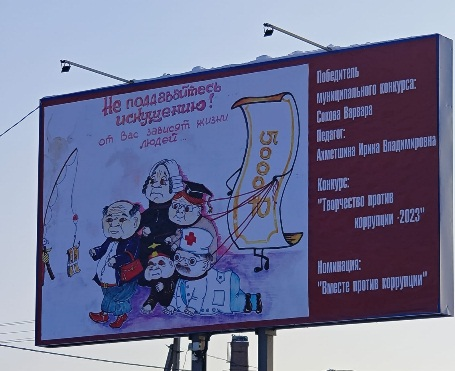 Не поддавайтесь
искушению!
от вас зависят жизни
людей...
5000
Победитель
муниципального конкурса:
Сикова Варвара
Педагог:
Ахметшина Ирина Владимировна
Конкурс:
"Творчество против
коррупции -2023"
Номинация:
"Вместе против коррупции"